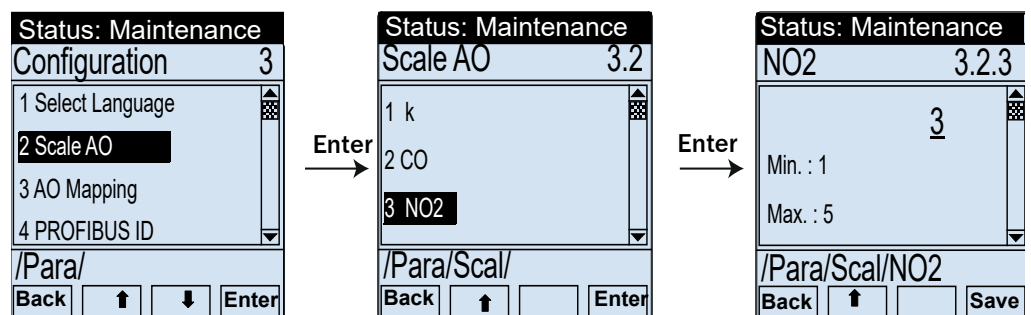 Status: Maintenance
Configuration 3
1 Select Language
2 Scale AO
3 AO Mapping
4 PROFIBUS ID
/Para/
Back Enter
Enter
Status: Maintenance
Scale AO 3.2
1 k
2 CO
3 NO2
/Para/Scal/
Back Enter
Enter
Status: Maintenance
NO2 3.2.3
3
Min. : 1
Max. : 5
/Para/Scal/NO2
Back Save